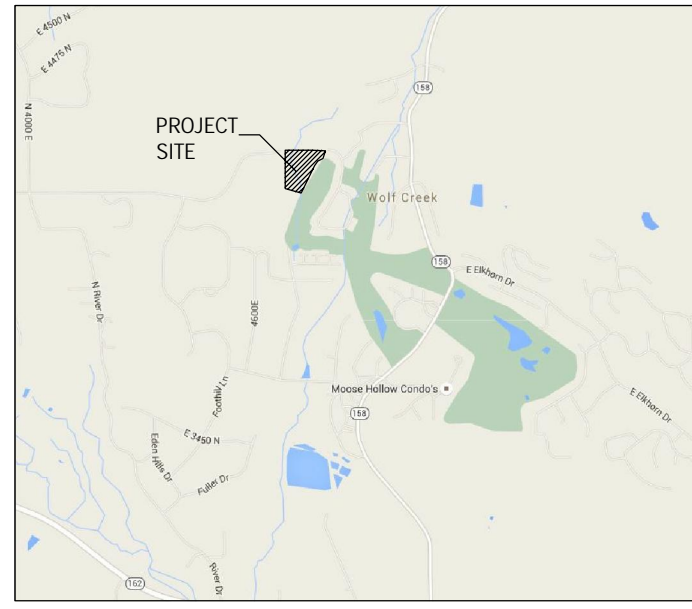 E 4500 N
E 4475 N
N 4000 E
158
PROJECT
SITE
Wolf Creek
158
E Elkhorn Dr
N River Dr
4600E
Moose Hollow Condo's
Foothill Ln
E Elkhorn Dr
158
E 3450 N
Eden Hills Dr
Fuller Dr
162
River Dr